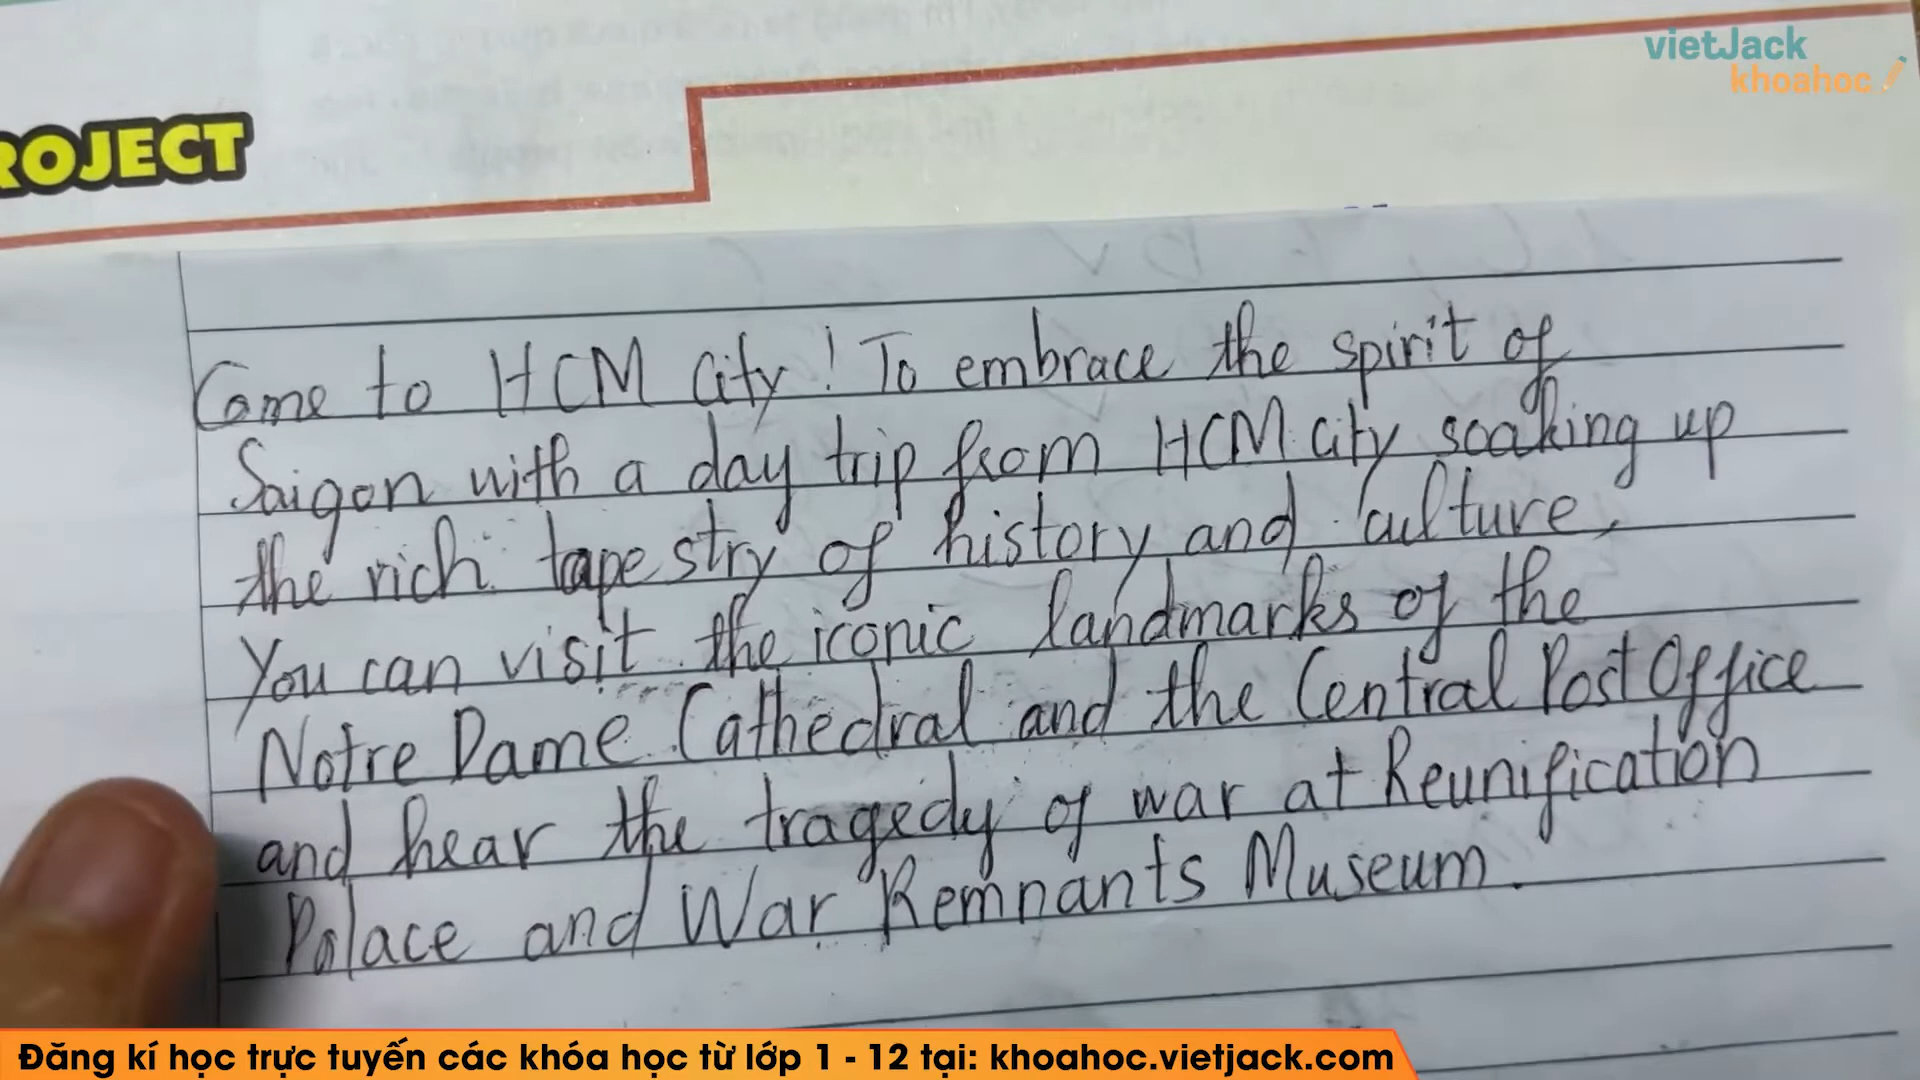 vietJack
khoahoc
ROJECT
Come to HCM City! To embrace the spirit of
Saigon with a day trip from HCM City soaking up
the rich tapestry of history and culture,
You can visit the iconic landmarks of the
Notre Dame Cathedral and the Central Post Office
and hear the tragedy of war at Reunification
Palace and War Remnants Museum.
Đăng kí học trực tuyến các khóa học từ lớp 1 - 12 tại: khoahoc.vietjack.com